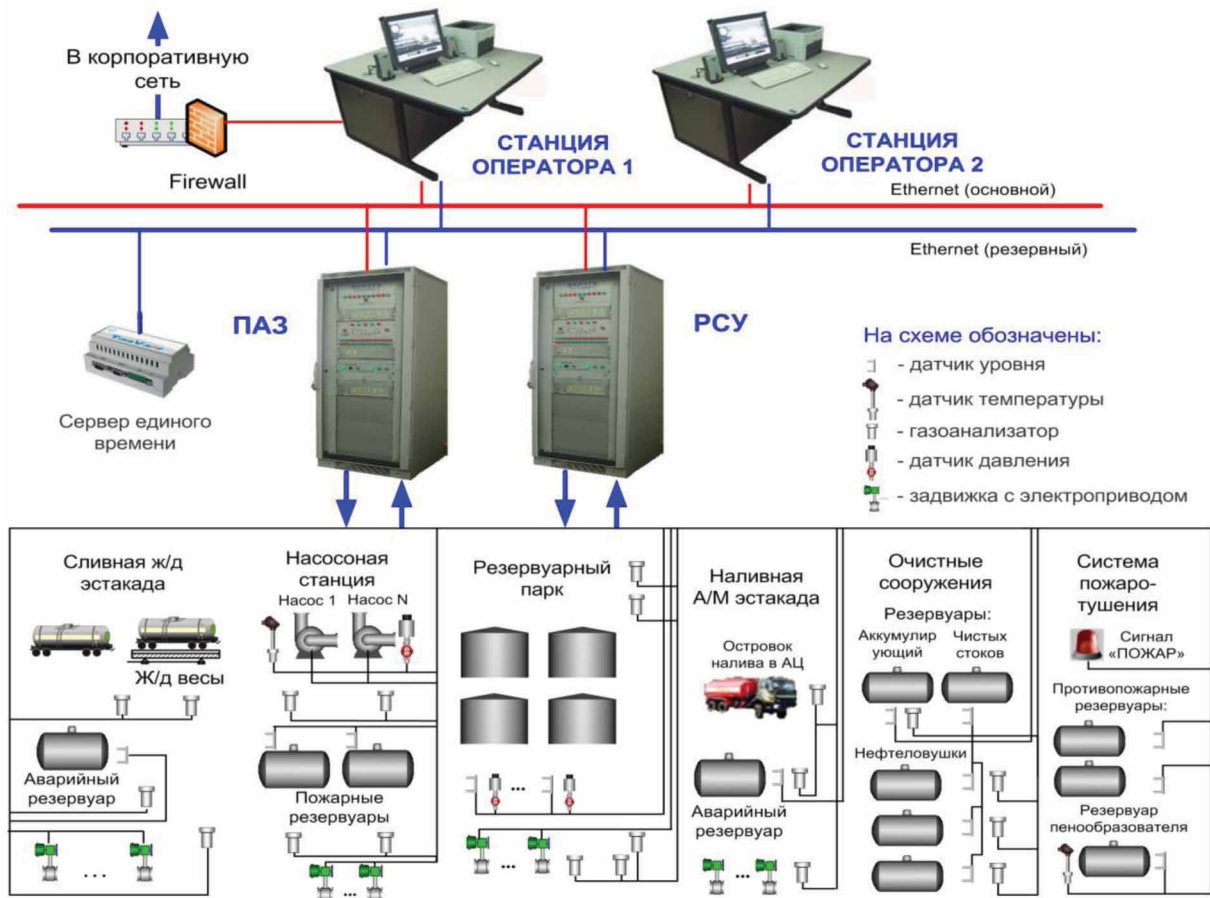 В корпоративную
сеть
Firewall
СТАНЦИЯ
ОПЕРАТОРА 1
СТАНЦИЯ
ОПЕРАТОРА 2
Ethernet (основной)
Ethernet (резервный)
ПАЗ
РСУ
Сервер единого
времени
На схеме обозначены:
- датчик уровня
- датчик температуры
- газоанализатор
- датчик давления
- задвижка с электроприводом
Сливная ж/д
эстакада
Ж/д весы
Аварийный
резервуар
. . .
Насосоная
станция
Насос 1
Насос N
Пожарные
резервуары
...
Резервуарный
парк
...
...
Наливная
А/М эстакада
Островок
налива в АЦ
Аварийный
резервуар
...
Очистные
сооружения
Резервуары:
Аккумулир
ующий
Чистых
стоков
Нефтеловушки
Система
пожаро-
тушения
Сигнал
«ПОЖАР»
Противопожарные
резервуары:
Резервуар
пенообразователя